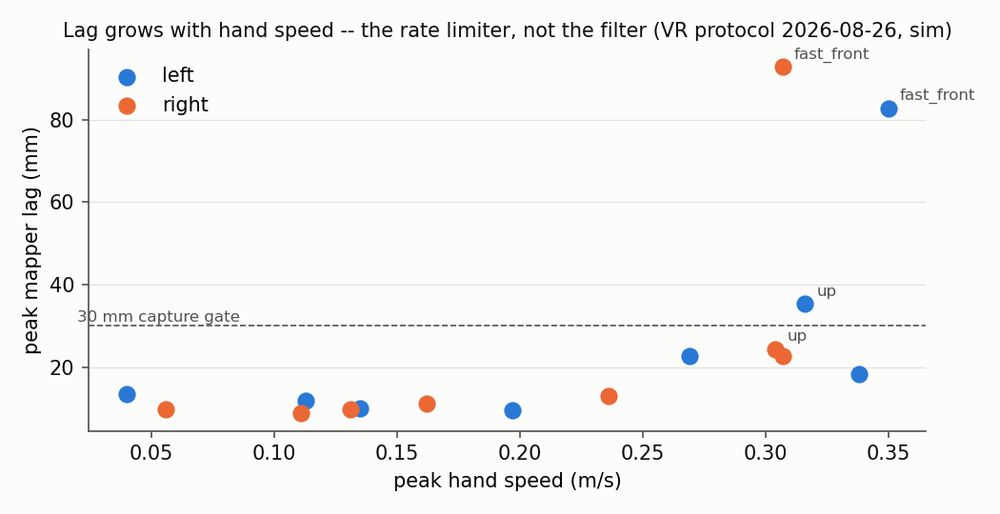 Lag grows with hand speed -- the rate limiter, not the filter (VR protocol 2026-08-26, sim)
left
right
fast_front
fast_front
up
up
30 mm capture gate
80
60
40
20
peak mapper lag (mm)
0.05
0.10
0.15
0.20
0.25
0.30
0.35
peak hand speed (m/s)